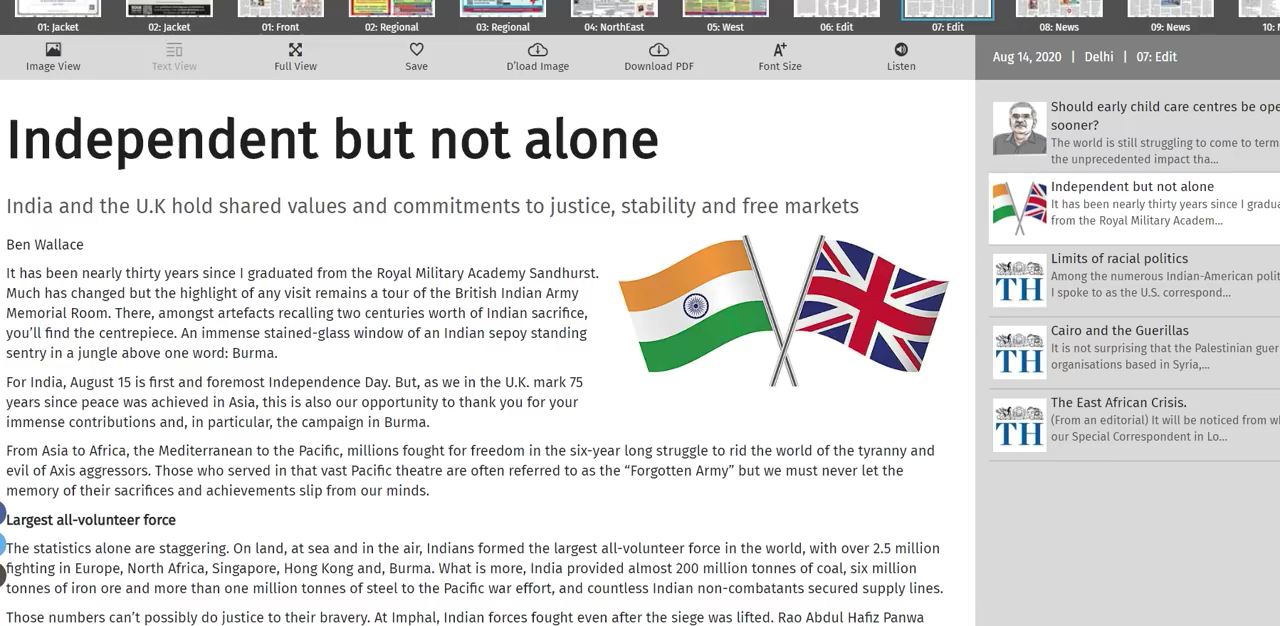 01: Jacket
02: Jacket
01: Front
02: Regional
03: Regional
04: NorthEast
05: West
06: Edit
07: Edit
08: News
09: News
10:
Image View
Text View
Full View
Save
D'load Image
Download PDF
Font Size
Listen
Aug 14, 2020 | Delhi | 07: Edit
Independent but not alone
India and the U.K hold shared values and commitments to justice, stability and free markets
Ben Wallace
It has been nearly thirty years since I graduated from the Royal Military Academy Sandhurst.
Much has changed but the highlight of any visit remains a tour of the British Indian Army
Memorial Room. There, amongst artefacts recalling two centuries worth of Indian sacrifice,
you’ll find the centrepiece. An immense stained-glass window of an Indian sepoy standing
sentry in a jungle above one word: Burma.
For India, August 15 is first and foremost Independence Day. But, as we in the U.K. mark 75
years since peace was achieved in Asia, this is also our opportunity to thank you for your
immense contributions and, in particular, the campaign in Burma.
From Asia to Africa, the Mediterranean to the Pacific, millions fought for freedom in the six-year long struggle to rid the world of the tyranny and
evil of Axis aggressors. Those who served in that vast Pacific theatre are often referred to as the “Forgotten Army” but we must never let the
memory of their sacrifices and achievements slip from our minds.
Largest all-volunteer force
The statistics alone are staggering. On land, at sea and in the air, Indians formed the largest all-volunteer force in the world, with over 2.5 million
fighting in Europe, North Africa, Singapore, Hong Kong and, Burma. What is more, India provided almost 200 million tonnes of coal, six million
tonnes of iron ore and more than one million tonnes of steel to the Pacific war effort, and countless Indian non-combatants secured supply lines.
Those numbers can’t possibly do justice to their bravery. At Imphal, Indian forces fought even after the siege was lifted. Rao Abdul Hafiz Panwa
Should early child care centres be ope
sooner?
The world is still struggling to come to term
the unprecedented impact tha...
Independent but not alone
It has been nearly thirty years since I gradua
from the Royal Military Academ...
Limits of racial politics
Among the numerous Indian-American polit
I spoke to as the U.S. correspond...
TH
Cairo and the Guerillas
It is not surprising that the Palestinian guer
organisations based in Syria,...
TH
The East African Crisis.
(From an editorial) It will be noticed from wh
our Special Correspondent in Lo...
TH